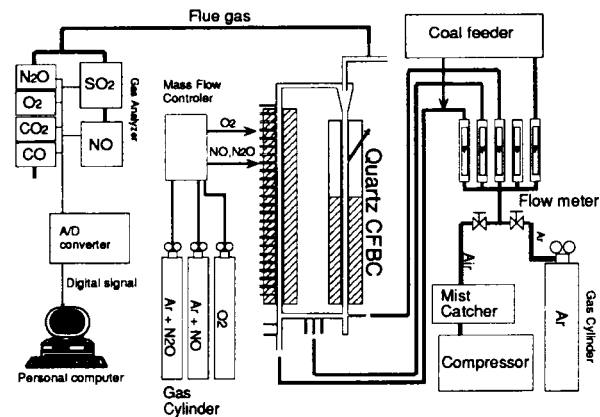 Flue gas
N2O
O2
CO2
CO
SO2
NO
Gas Analyzer
A/D
converter
Digital signal
Personal computer
Mass Flow
Controler
O2
NO,N2O
Ar + N2O
Ar + NO
O2
Gas
Cylinder
Quartz CFBC
Coal feeder
Flow meter
Air
Ar
Mist
Catcher
Compressor
Ar
Gas Cylinder